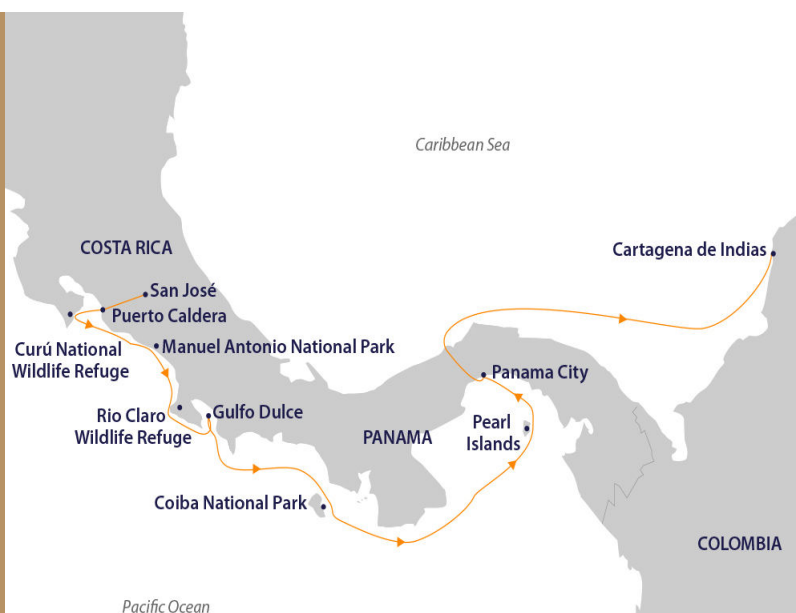 Caribbean Sea
COSTA RICA
Cartagena de Indias
San José
Puerto Caldera
Curú National
Wildlife Refuge
Manuel Antonio National Park
Panama City
Rio Claro
Wildlife Refuge
Gulfo Dulce
PANAMA
Pearl
Islands
Coiba National Park
COLOMBIA
Pacific Ocean